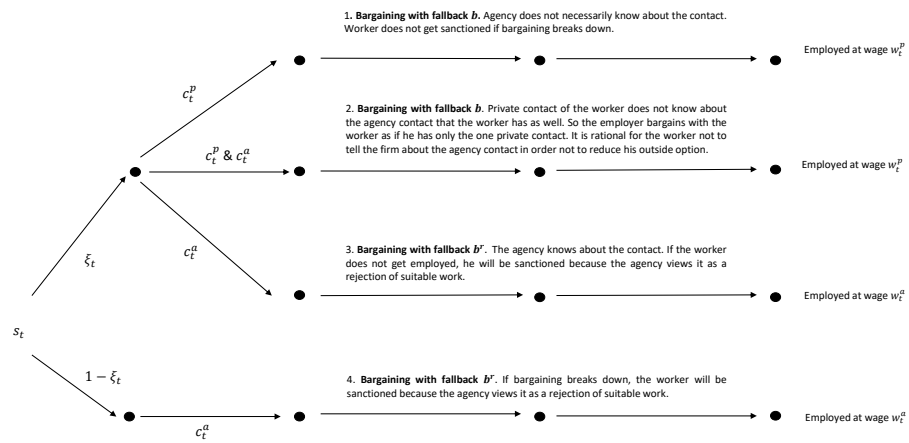 1. Bargaining with fallback b. Agency does not necessarily know about the contact.
Worker does not get sanctioned if bargaining breaks down.
Employed at wage w_t^p
c_t^p
2. Bargaining with fallback b. Private contact of the worker does not know about
the agency contact that the worker has as well. So the employer bargains with the
worker as if he has only the one private contact. It is rational for the worker not to
tell the firm about the agency contact in order not to reduce his outside option.
c_t^p & c_t^a
Employed at wage w_t^p
c_t^a
3. Bargaining with fallback b^r. The agency knows about the contact. If the worker
does not get employed, he will be sanctioned because the agency views it as a
rejection of suitable work.
ξ_t
Employed at wage w_t^a
s_t
1 − ξ_t
4. Bargaining with fallback b^r. If bargaining breaks down, the worker will be
sanctioned because the agency views it as a rejection of suitable work.
Employed at wage w_t^a
c_t^a